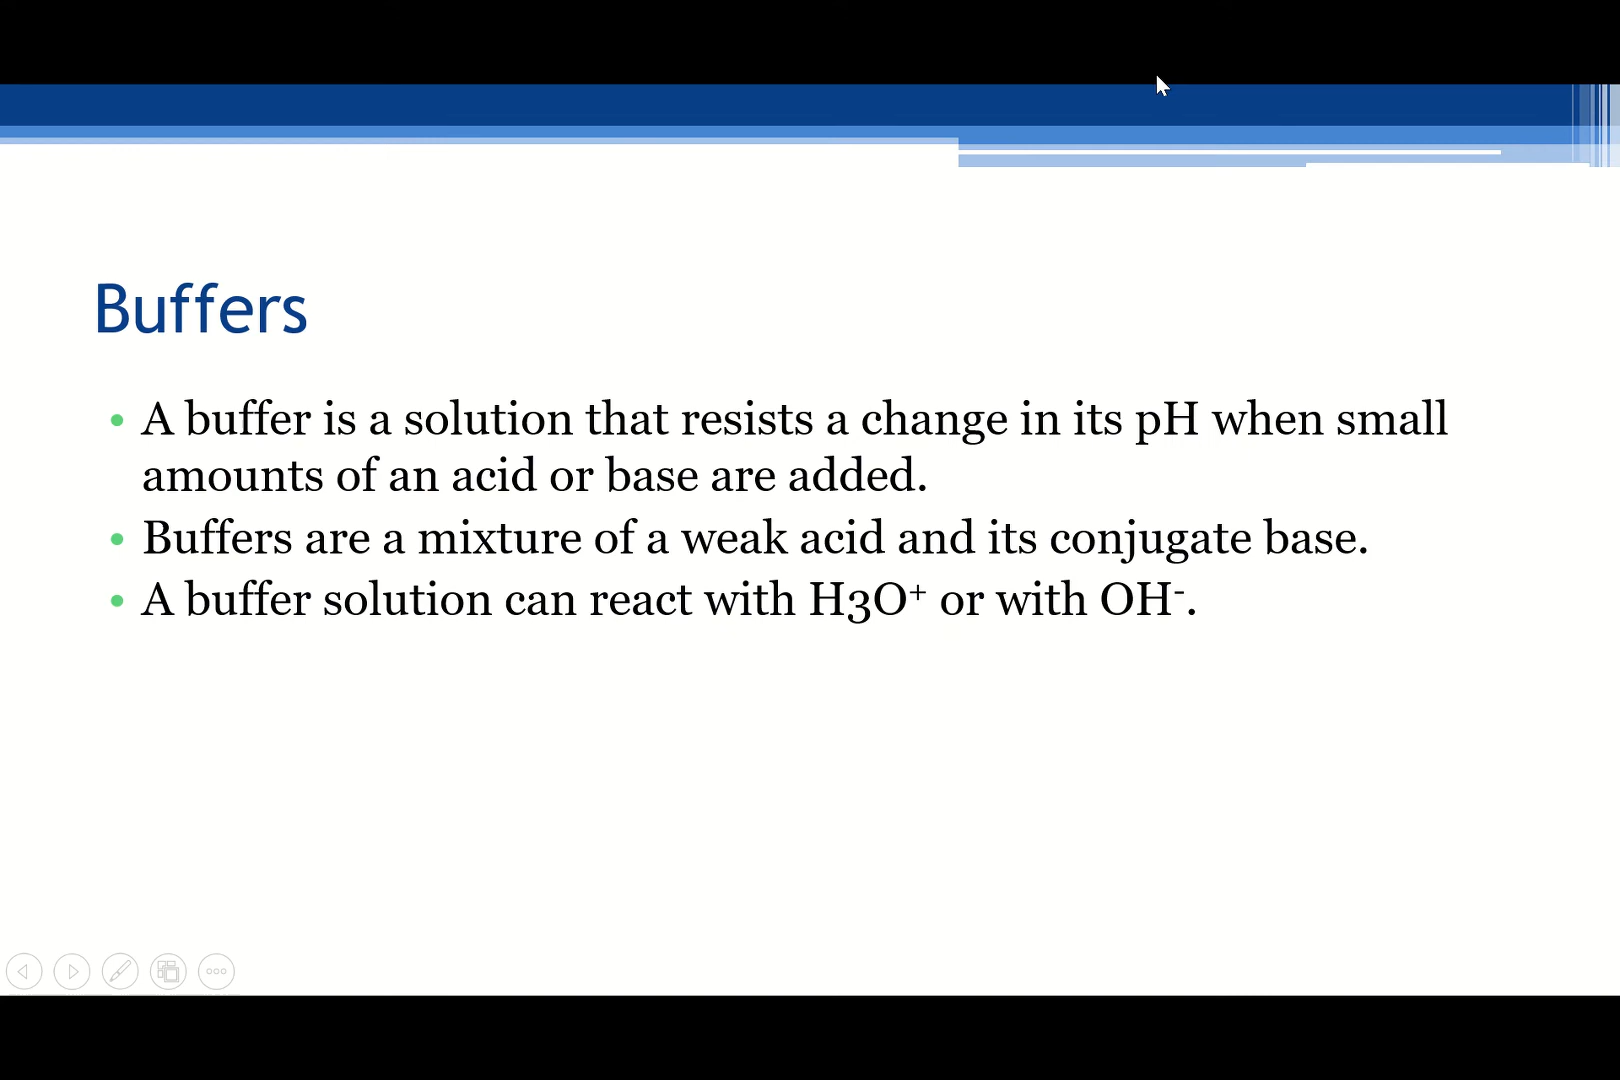 Buffers
• A buffer is a solution that resists a change in its pH when small
amounts of an acid or base are added.
• Buffers are a mixture of a weak acid and its conjugate base.
• A buffer solution can react with H3O⁺ or with OH⁻.